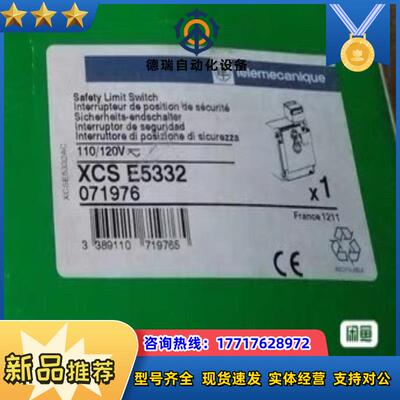 德瑞自动化设备
Telemecanique
Safety Limit Switch
Interrupteur de position de sécurité
Sicherheits-endschalter
Interruptor de seguridad
Interruttore di posizione di sicurezza
110/120V
XCS E5332
071976
XCSE5332DAC
x1
France 1211
3 389110 719765
CE
闲鱼
咨询热线：17717628972
新品推荐
型号齐全 现货速发 实体经营 支持对公